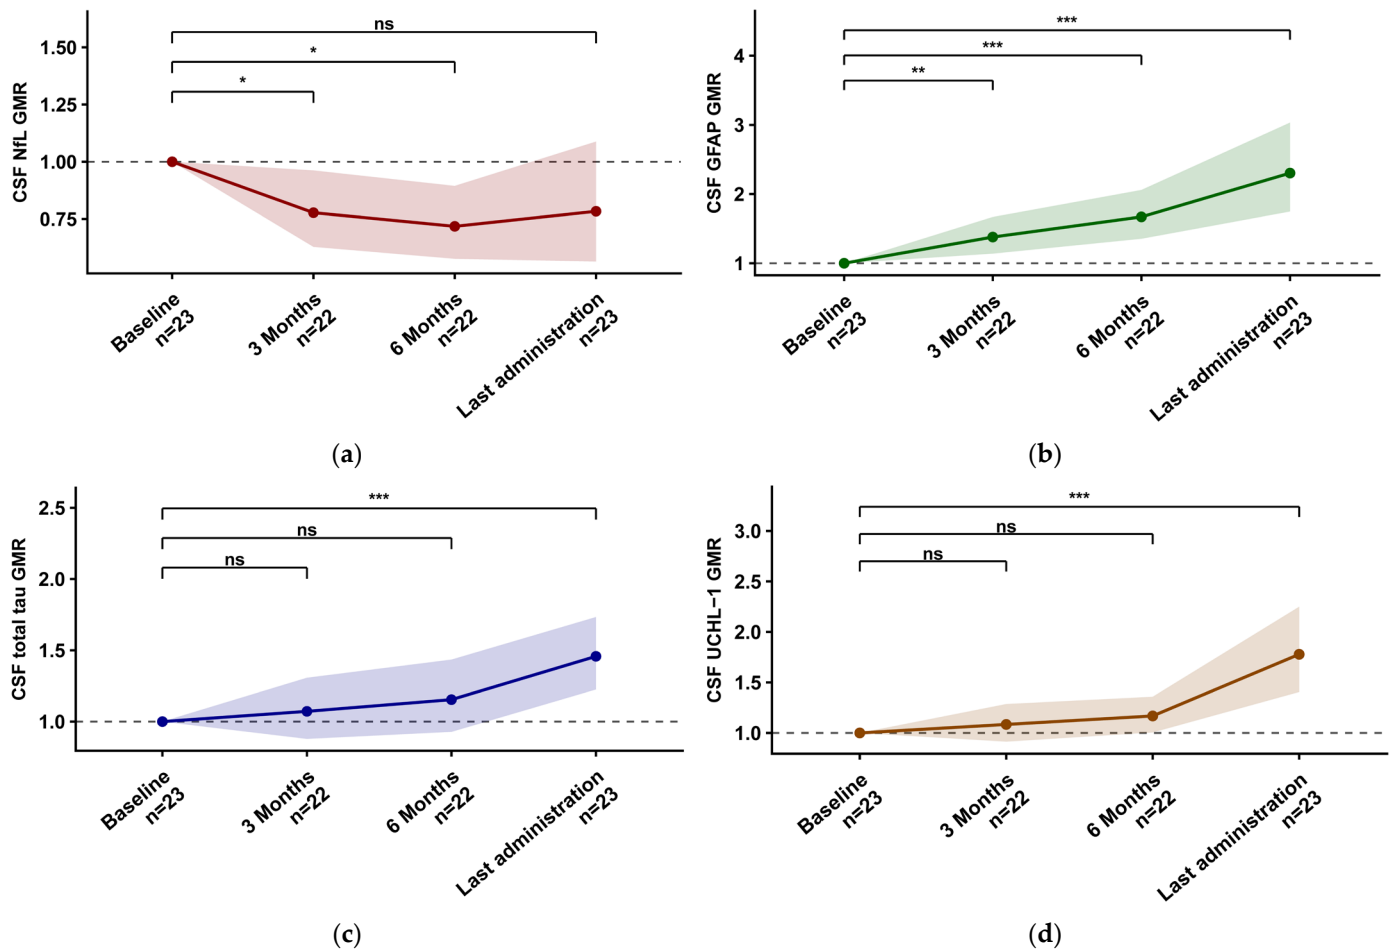 CSF NfL GMR
1.50
1.25
1.00
0.75
ns
*
*
Baseline
n=23
3 Months
n=22
6 Months
n=22
Last administration
n=23
(a)
CSF GFAP GMR
4
3
2
1
***
***
**
Baseline
n=23
3 Months
n=22
6 Months
n=22
Last administration
n=23
(b)
CSF total tau GMR
2.5
2.0
1.5
1.0
***
ns
ns
Baseline
n=23
3 Months
n=22
6 Months
n=22
Last administration
n=23
(c)
CSF UCHL−1 GMR
3.0
2.5
2.0
1.5
1.0
***
ns
ns
Baseline
n=23
3 Months
n=22
6 Months
n=22
Last administration
n=23
(d)